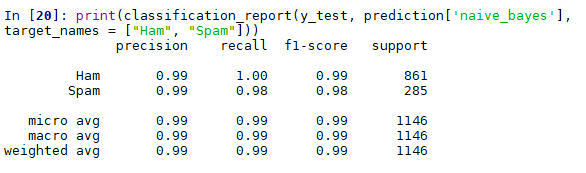 In [20]: print(classification_report(y_test, prediction['naive_bayes'],
target_names = ["Ham", "Spam"]))
precision recall f1-score support
Ham 0.99 1.00 0.99 861
Spam 0.99 0.98 0.98 285
micro avg 0.99 0.99 0.99 1146
macro avg 0.99 0.99 0.99 1146
weighted avg 0.99 0.99 0.99 1146